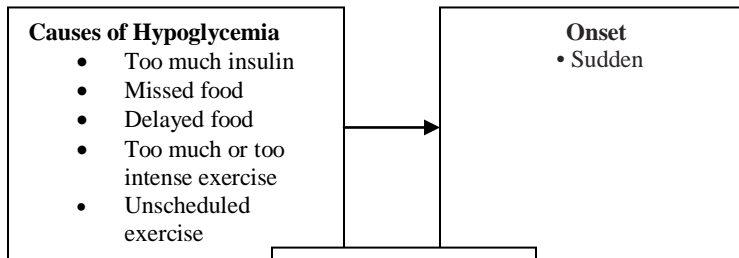 Causes of Hypoglycemia
• Too much insulin
• Missed food
• Delayed food
• Too much or too
intense exercise
• Unscheduled
exercise
Onset
• Sudden